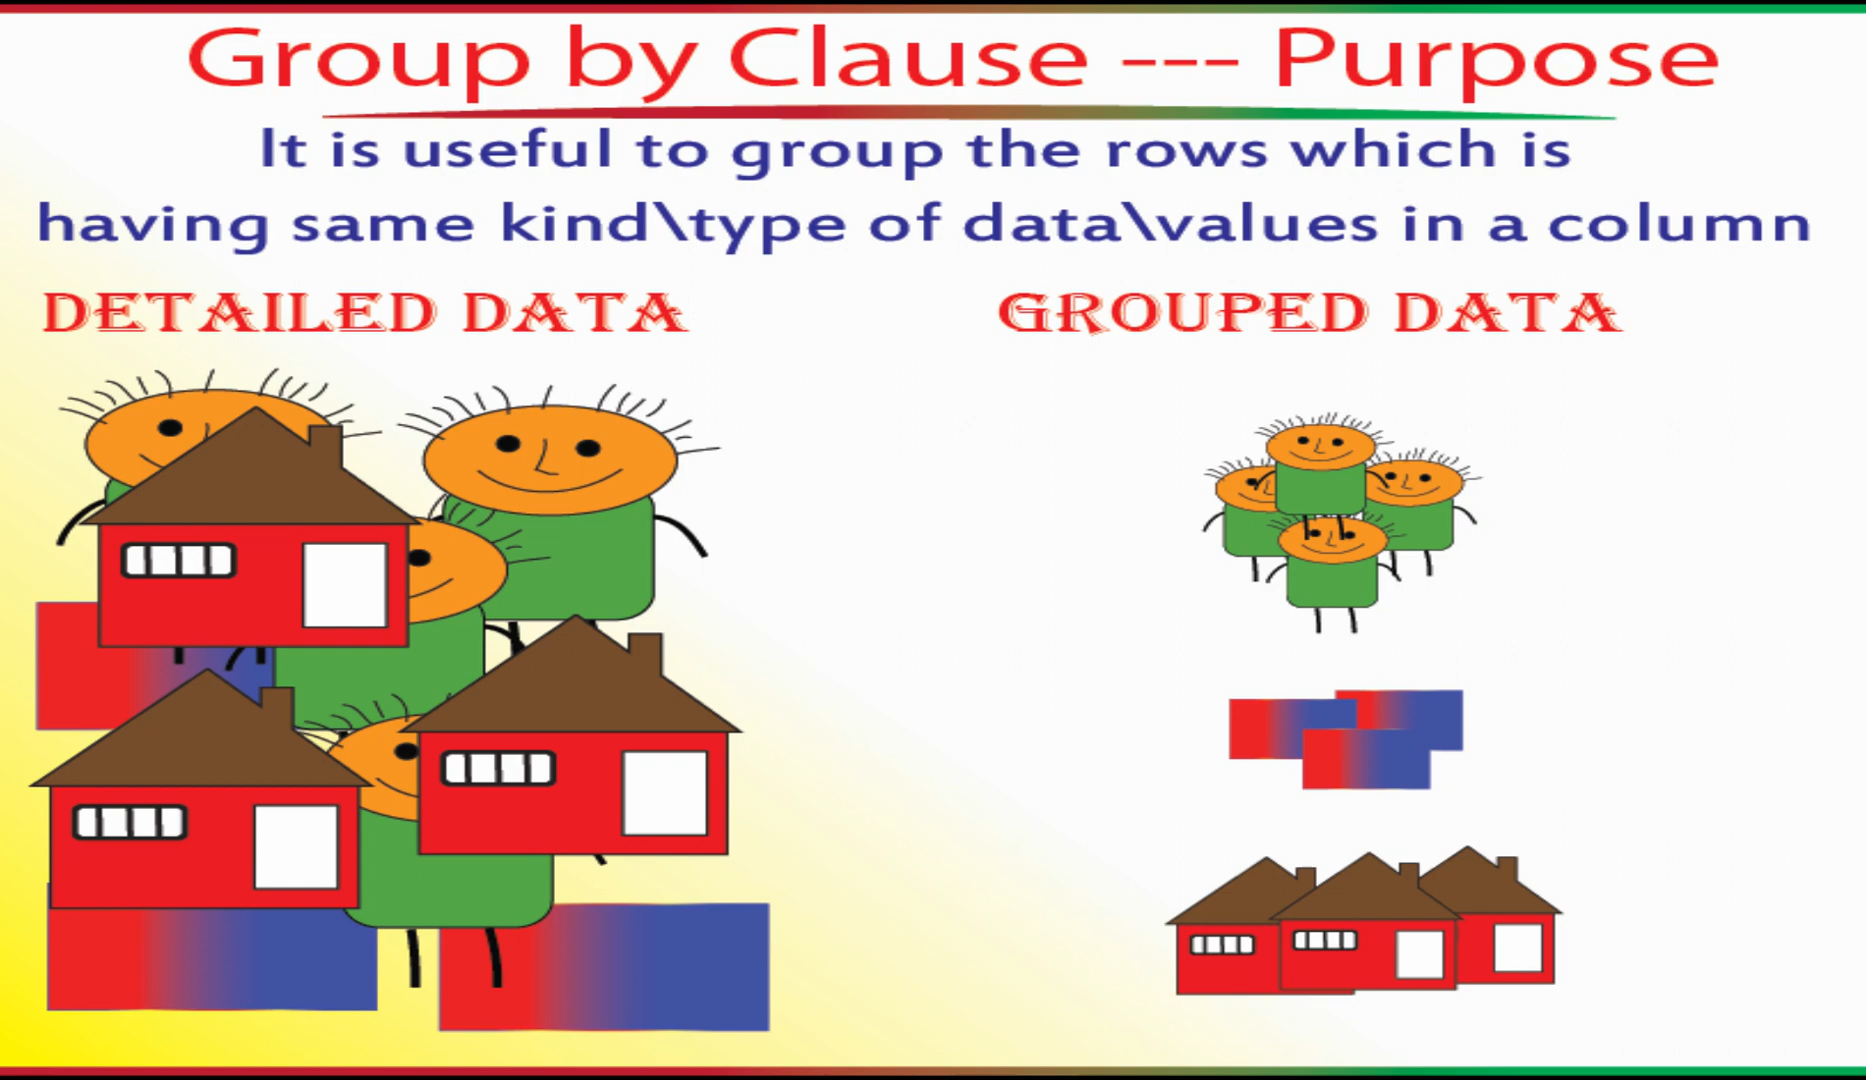 Group by Clause --- Purpose
It is useful to group the rows which is
having same kind\type of data\values in a column
DETAILED DATA
GROUPED DATA